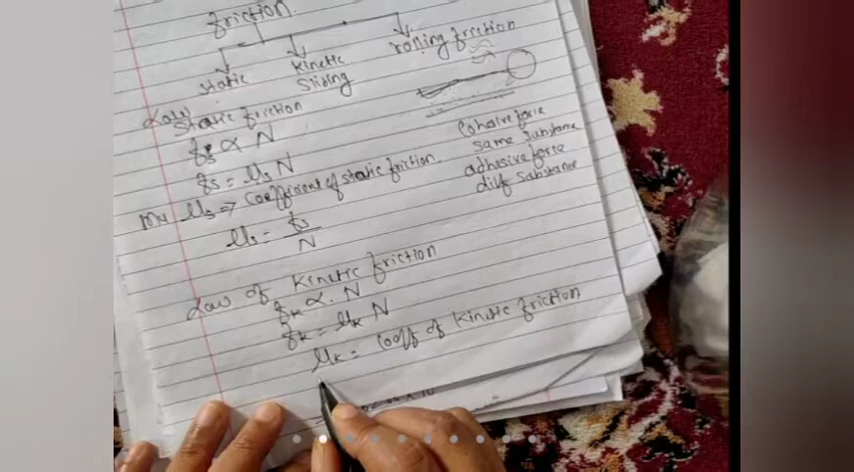 friction.
static
Kinetic
Sliding
rolling friction
Law
Static friction
fs ∝ N
fs = μs N
μs => Coefficient of static friction
μs = fs / N
Cohesive force
same substance
adhesive force
diff substance
Law of Kinetic friction
fk ∝ . N
fk = μk N
μk = Coeff of Kinetic friction